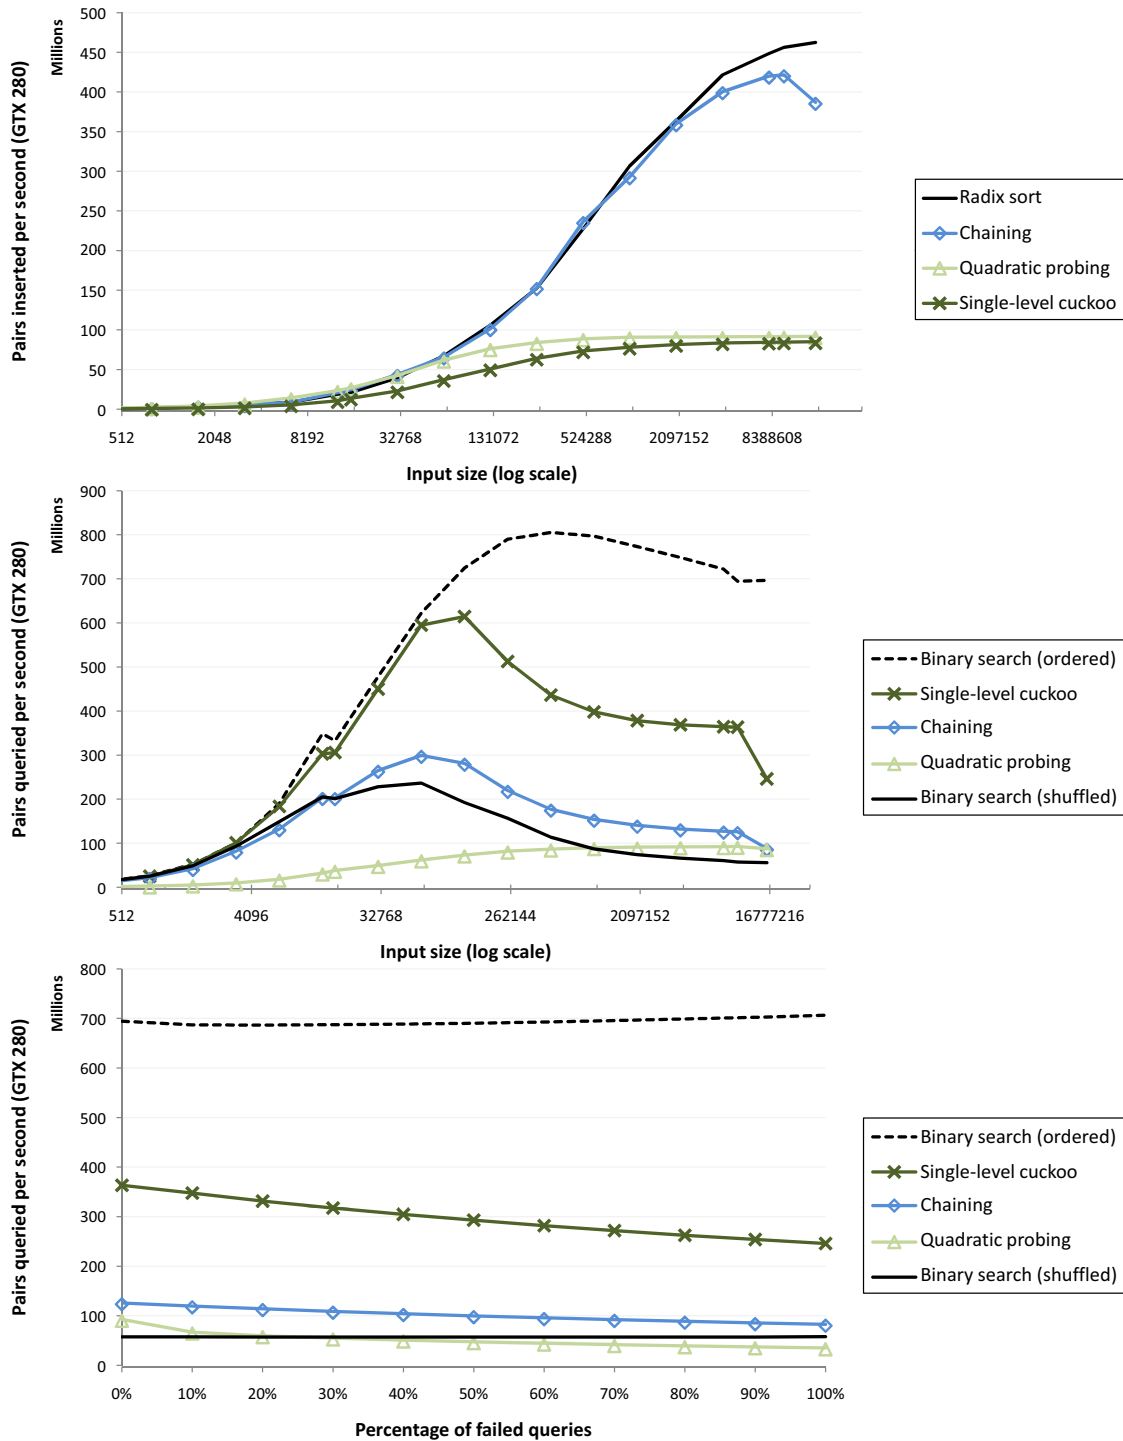 Pairs inserted per second (GTX 280)
Millions
500
450
400
350
300
250
200
150
100
50
0
512
2048
8192
32768
131072
524288
2097152
8388608
Input size (log scale)
Radix sort
Chaining
Quadratic probing
Single-level cuckoo
Pairs queried per second (GTX 280)
Millions
900
800
700
600
500
400
300
200
100
0
512
4096
32768
262144
2097152
16777216
Input size (log scale)
Binary search (ordered)
Single-level cuckoo
Chaining
Quadratic probing
Binary search (shuffled)
Pairs queried per second (GTX 280)
Millions
800
700
600
500
400
300
200
100
0
0%
10%
20%
30%
40%
50%
60%
70%
80%
90%
100%
Percentage of failed queries
Binary search (ordered)
Single-level cuckoo
Chaining
Quadratic probing
Binary search (shuffled)